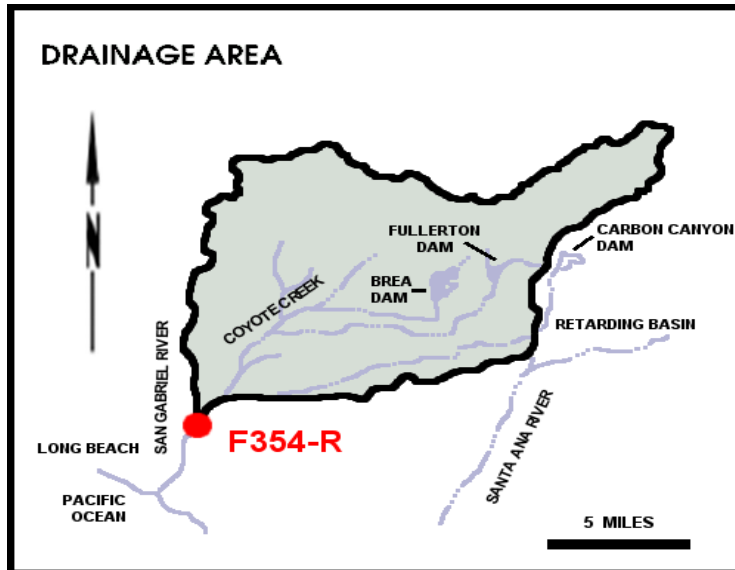 DRAINAGE AREA
N
FULLERTON
DAM
CARBON CANYON
DAM
BREA
DAM
COYOTE CREEK
RETARDING BASIN
SAN GABRIEL RIVER
SANTA ANA RIVER
F354-R
LONG BEACH
PACIFIC
OCEAN
5 MILES